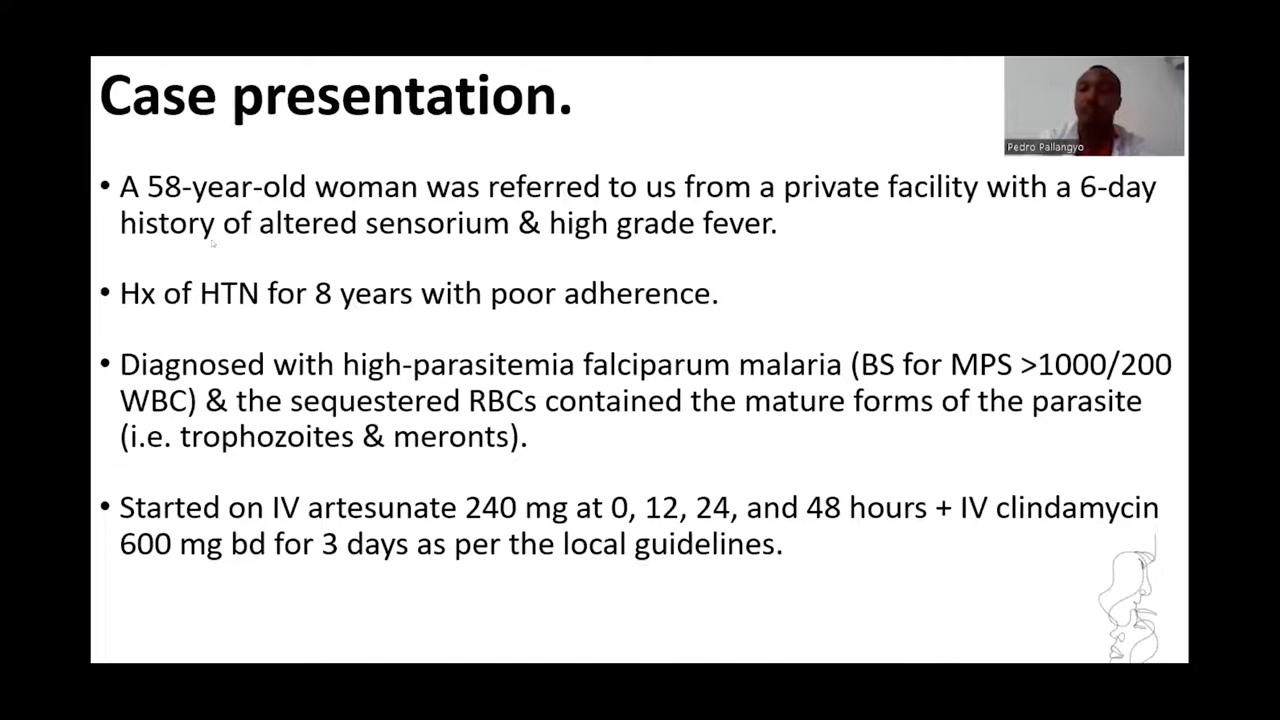 Case presentation.
Pedro Pallangyo
• A 58-year-old woman was referred to us from a private facility with a 6-day
history of altered sensorium & high grade fever.
• Hx of HTN for 8 years with poor adherence.
• Diagnosed with high-parasitemia falciparum malaria (BS for MPS >1000/200
WBC) & the sequestered RBCs contained the mature forms of the parasite
(i.e. trophozoites & meronts).
• Started on IV artesunate 240 mg at 0, 12, 24, and 48 hours + IV clindamycin
600 mg bd for 3 days as per the local guidelines.